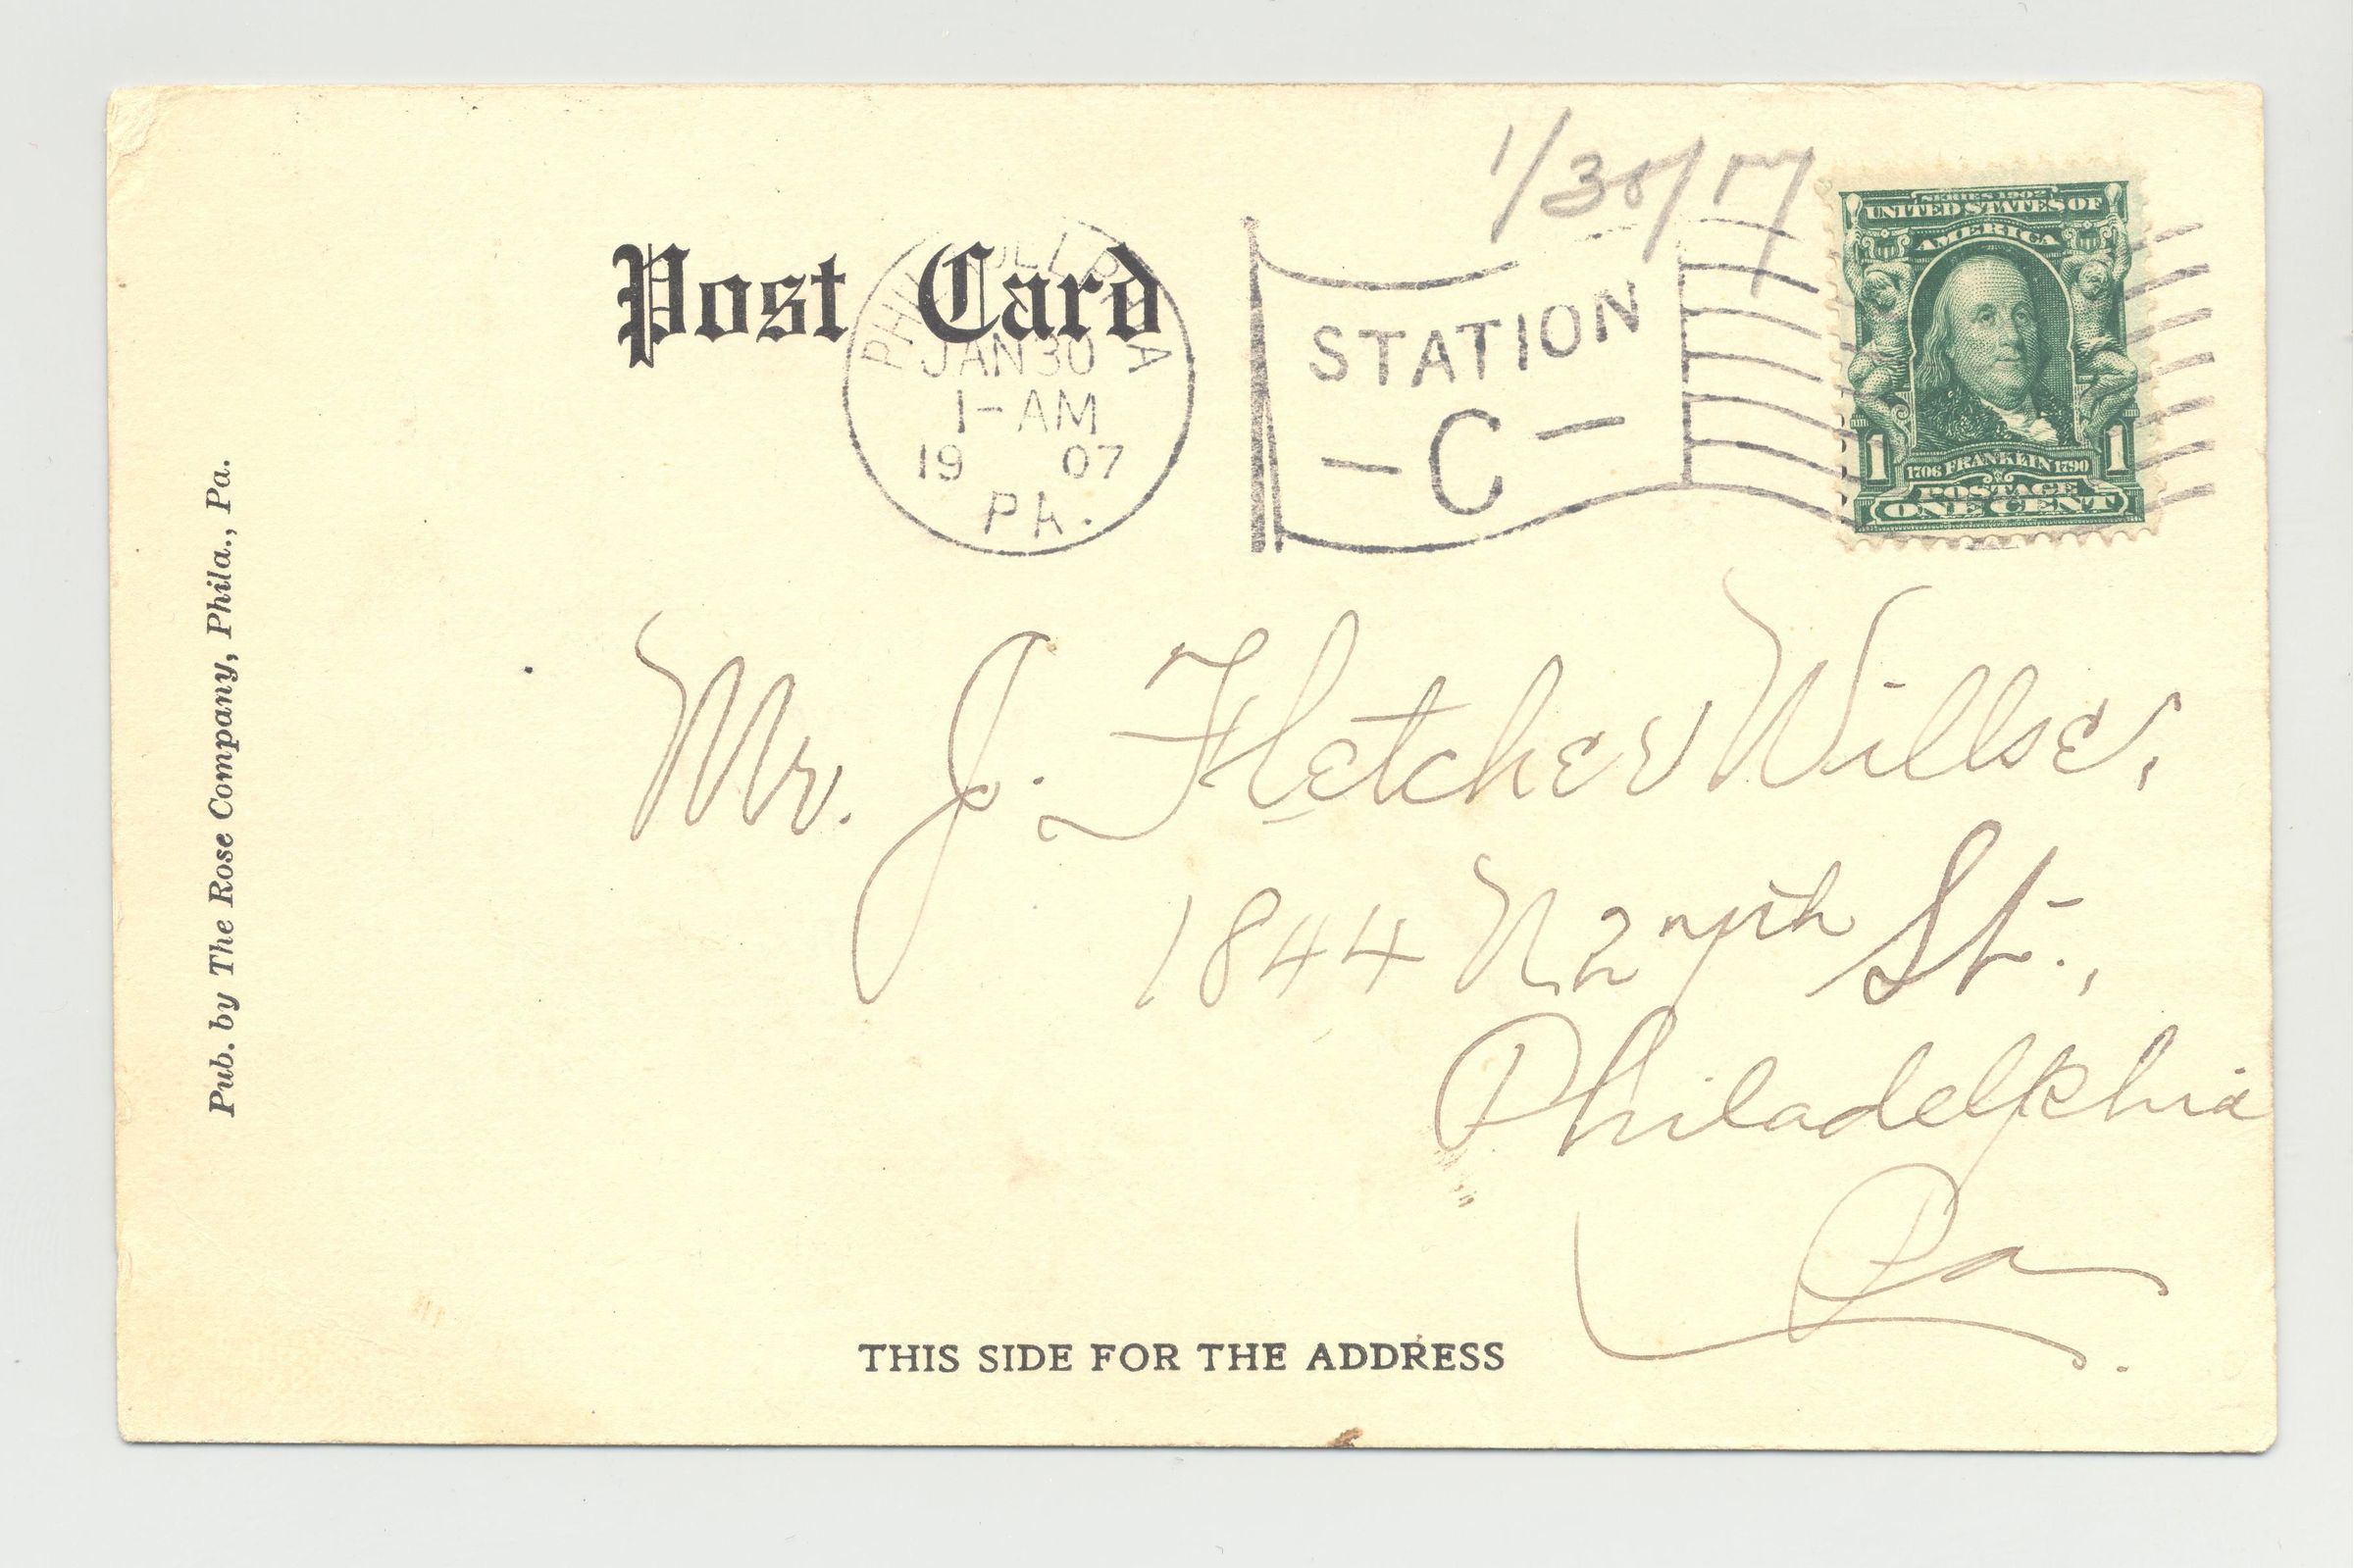 1/30/07
Post Card
PHILADELPHIA
JAN 30
1-AM
19 07
PA.
STATION
-C-
SERIES 1902
UNITED STATES OF
AMERICA
1 1
1706 FRANKLIN 1790
POSTAGE
ONE CENT
Mr. J. Fletcher Willse,
1844 N. St.,
Philadelphia
Pa.
Pub. by The Rose Company, Phila., Pa.
THIS SIDE FOR THE ADDRESS